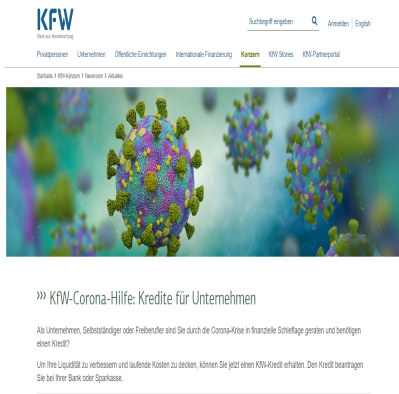 KFW
Bank aus Verantwortung
Suchbegriff eingeben
Anmelden | English
Privatpersonen Unternehmen Öffentliche Einrichtungen Internationale Finanzierung Konzern KfW Stories KfW-Partnerportal
Startseite > KfW-Konzern > Newsroom > Aktuelles
››› KfW-Corona-Hilfe: Kredite für Unternehmen
Als Unternehmen, Selbstständiger oder Freiberufler sind Sie durch die Corona-Krise in finanzielle Schieflage geraten und benötigen
einen Kredit?
Um Ihre Liquidität zu verbessern und laufende Kosten zu decken, können Sie jetzt einen KfW-Kredit erhalten. Den Kredit beantragen
Sie bei Ihrer Bank oder Sparkasse.